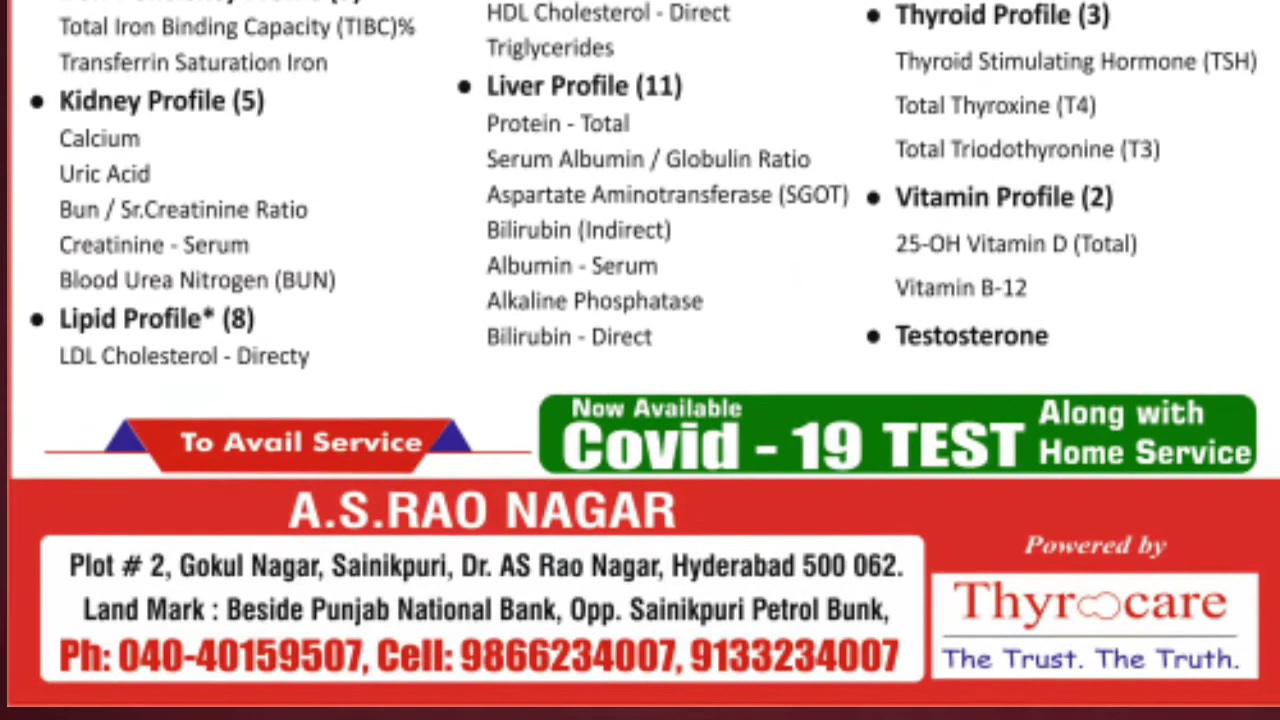 Total Iron Binding Capacity (TIBC)%
Transferrin Saturation Iron
• Kidney Profile (5)
Calcium
Uric Acid
Bun / Sr.Creatinine Ratio
Creatinine - Serum
Blood Urea Nitrogen (BUN)
• Lipid Profile* (8)
LDL Cholesterol - Directy
HDL Cholesterol - Direct
Triglycerides
• Liver Profile (11)
Protein - Total
Serum Albumin / Globulin Ratio
Aspartate Aminotransferase (SGOT)
Bilirubin (Indirect)
Albumin - Serum
Alkaline Phosphatase
Bilirubin - Direct
• Thyroid Profile (3)
Thyroid Stimulating Hormone (TSH)
Total Thyroxine (T4)
Total Triodothyronine (T3)
• Vitamin Profile (2)
25-OH Vitamin D (Total)
Vitamin B-12
• Testosterone
To Avail Service
Now Available
Covid - 19 TEST
Along with
Home Service
A.S.RAO NAGAR
Plot # 2, Gokul Nagar, Sainikpuri, Dr. AS Rao Nagar, Hyderabad 500 062.
Land Mark : Beside Punjab National Bank, Opp. Sainikpuri Petrol Bunk,
Ph: 040-40159507, Cell: 9866234007, 9133234007
Powered by
Thyrocare
The Trust. The Truth.